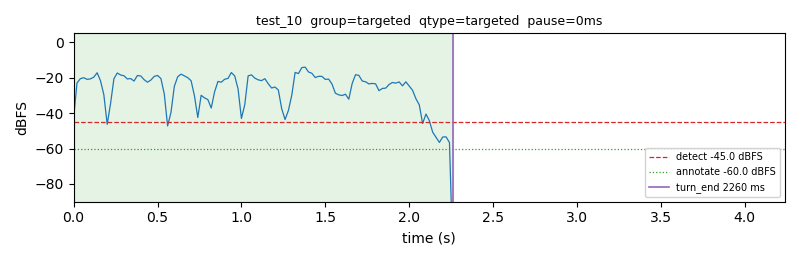 test_10 group=targeted qtype=targeted pause=0ms
0
−20
−40
−60
−80
dBFS
detect -45.0 dBFS
annotate -60.0 dBFS
turn_end 2260 ms
0.0 0.5 1.0 1.5 2.0 2.5 3.0 3.5 4.0
time (s)